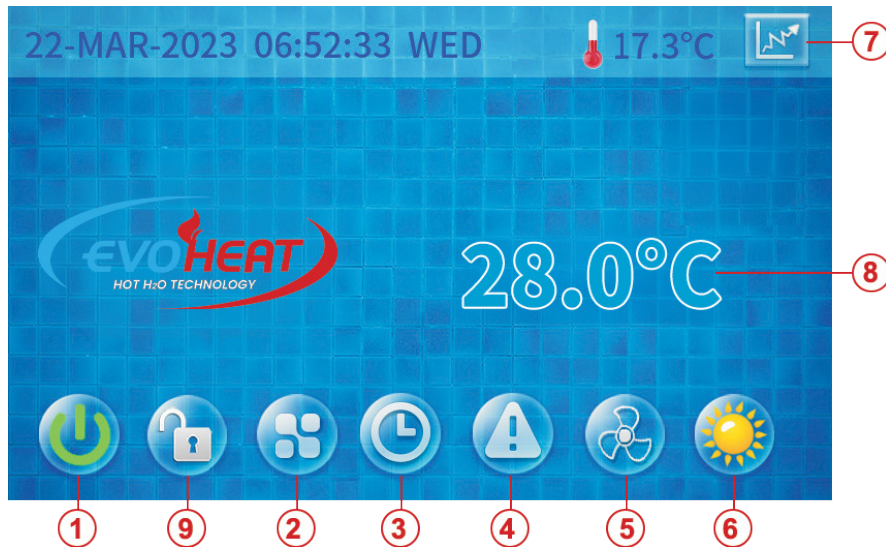 22-MAR-2023 06:52:33 WED 17.3°C
7
EVOHEAT
HOT H2O TECHNOLOGY
28.0°C
8
1 9 2 3 4 5 6